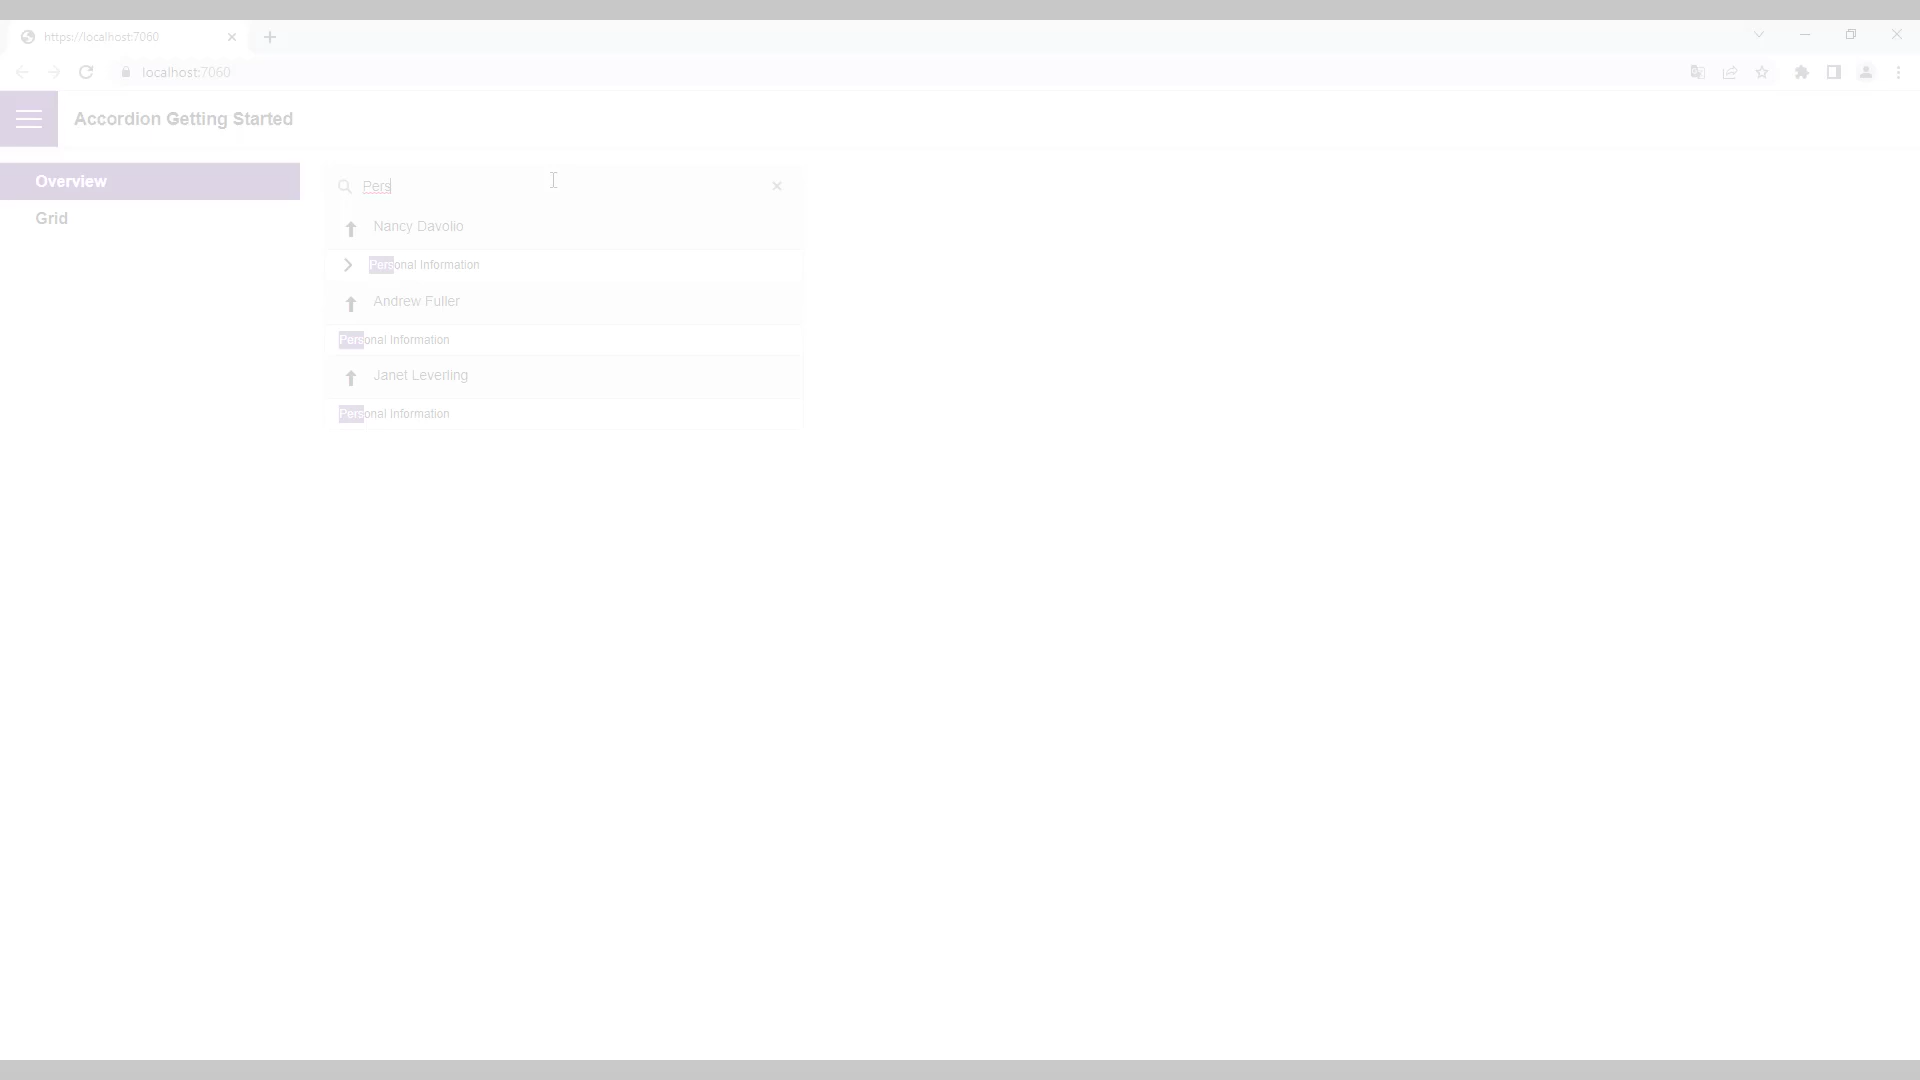 https://localhost:7060
localhost:7060
Accordion Getting Started
Overview
Grid
Pers
Nancy Davolio
Personal Information
Andrew Fuller
Personal Information
Janet Leverling
Personal Information